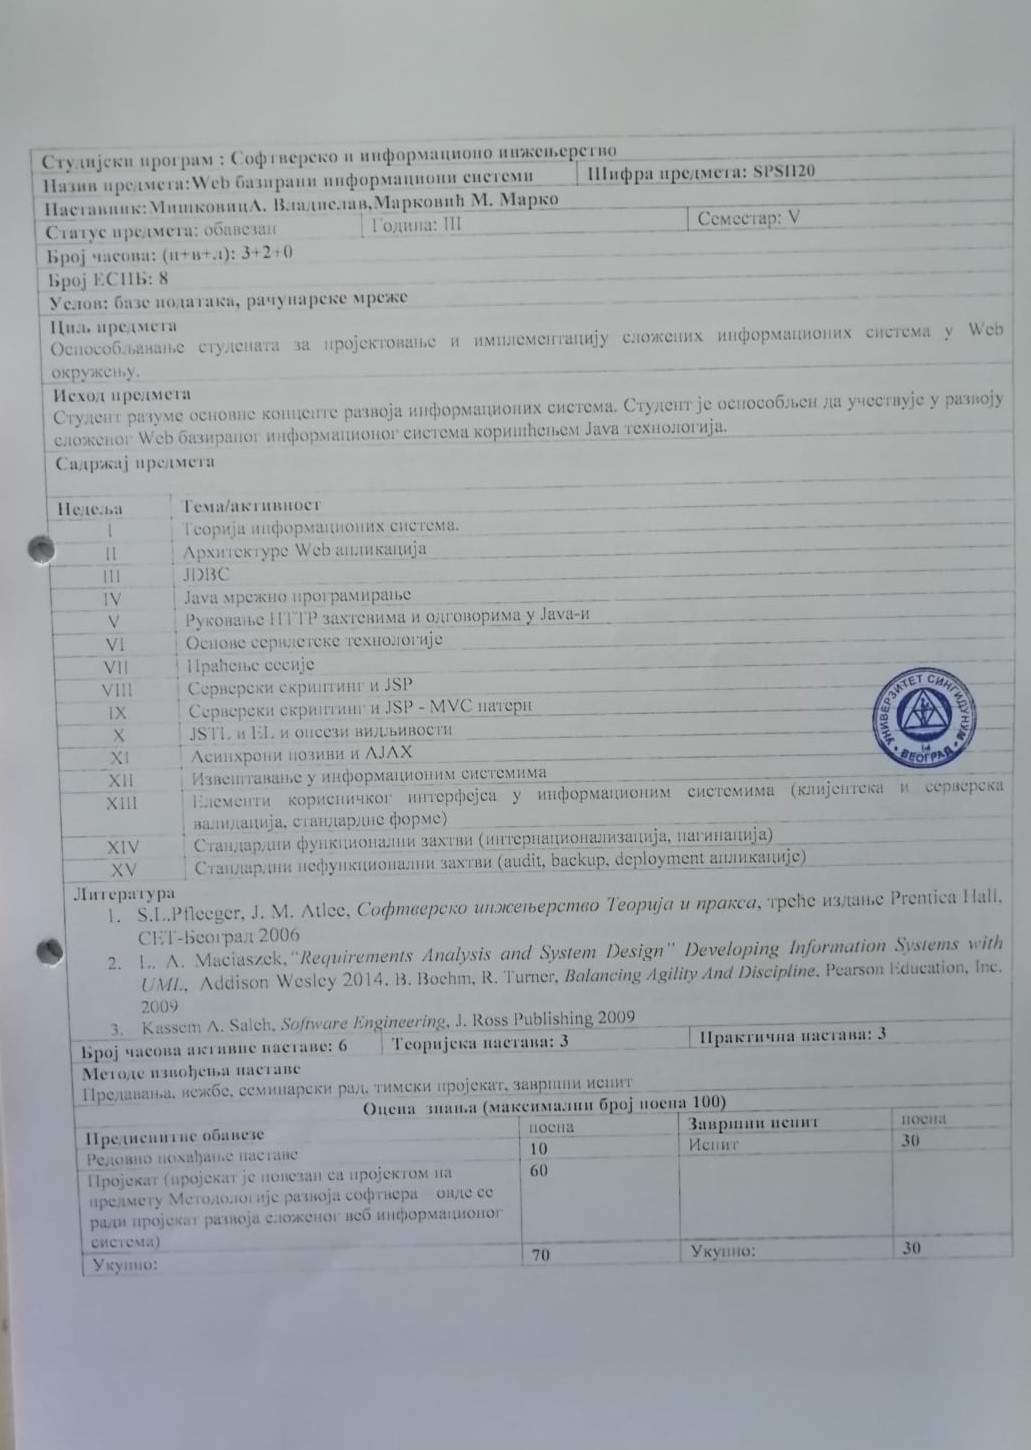 Студијски програм : Софтверско и информационо инжењерство
Назив предмета:Web базирани информациони системи Шифра предмета: SPSII20
Наставник:МишковицА. Владислав,Марковић М. Марко
Статус предмета: обавезан Година: III Семестар: V
Број часова: (п+в+л): 3+2+0
Број ЕСПБ: 8
Услов: базе података, рачунарске мреже
Циљ предмета
Оспособљавање студената за пројектовање и имплементацију сложених информационих система у Web
окружењу.
Исход предмета
Студент разуме основне концепте развоја информационих система. Студент је оспособљен да учествује у развоју
сложеног Web базираног информационог система коришћењем Java технологија.
Садржај предмета
Недеља Тема/активност
I Теорија информационих система.
II Архитектуре Web апликација
III JDBC
IV Java мрежно програмирање
V Руковање HTTP захтевима и одговорима у Java-и
VI Основе сервлетске технологије
VII Праћење сесије
VIII Серверски скриптинг и JSP
IX Серверски скриптинг и JSP - MVC патерн
X JSTL и EL и опсези видљивости
XI Асинхрони позиви и AJAX
XII Извештавање у информационим системима
XIII Елементи корисничког интерфејса у информационим системима (клијентска и серверска
валидација, стандардне форме)
XIV Стандардни функционални захтви (интернационализација, пагинација)
XV Стандардни нефункционални захтви (audit, backup, deployment апликације)
УНИВЕРЗИТЕТ СИНГИДУНУМ
14
• БЕОГРАД •
Литература
1. S.L.Pfleeger, J. M. Atlee, Софтверско инжењерство Теорија и пракса, треће издање Prentica Hall,
CET-Београд 2006
2. L. A. Maciaszek,"Requirements Analysis and System Design" Developing Information Systems with
UML, Addison Wesley 2014. B. Boehm, R. Turner, Balancing Agility And Discipline, Pearson Education, Inc.
2009
3. Kassem A. Saleh, Software Engineering, J. Ross Publishing 2009
Број часова активне наставе: 6 Теоријска настава: 3 Практична настава: 3
Методе извођења наставе
Предавања, вежбе, семинарски рад, тимски пројекат, завршни испит
Оцена знања (максимални број поена 100)
Предиспитне обавезе поена Завршни испит поена
Редовно похађање наставе 10 Испит 30
Пројекат (пројекат је повезан са пројектом на 60
предмету Методологије развоја софтвера – овде се
ради пројекат развоја сложеног веб информационог
система)
Укупно: 70 Укупно: 30